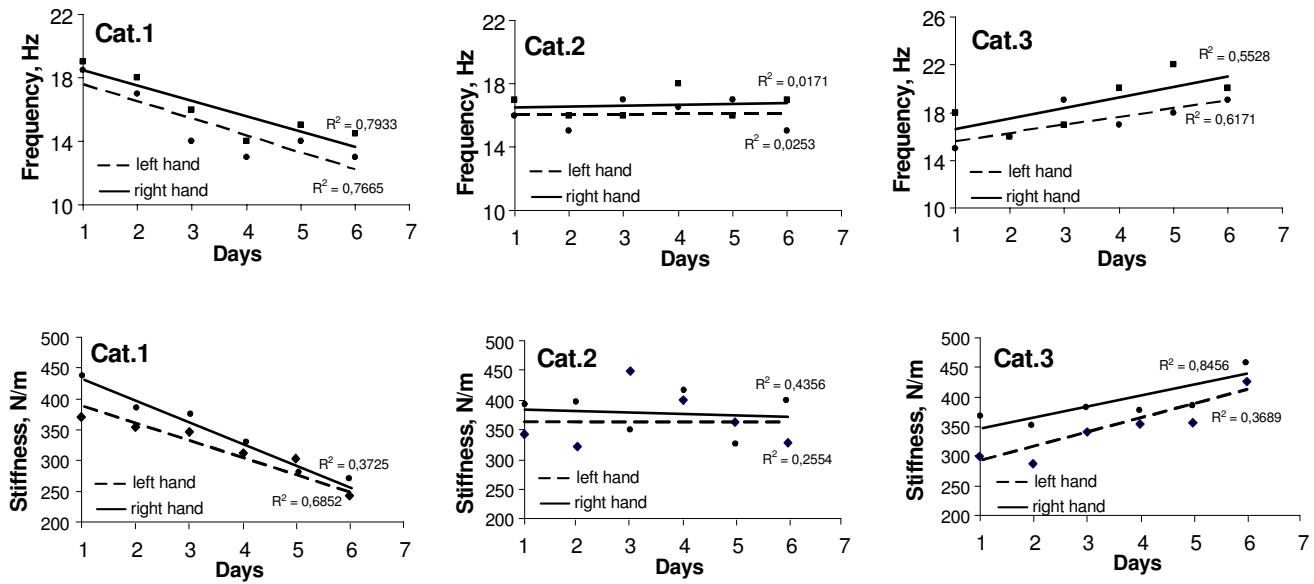 Cat.1
Frequency, Hz
22
18
14
10
R² = 0,7933
R² = 0,7665
left hand
right hand
1 2 3 4 5 6 7
Days
Cat.2
Frequency, Hz
22
18
14
10
R² = 0,0171
R² = 0,0253
left hand
right hand
1 2 3 4 5 6 7
Days
Cat.3
Frequency, Hz
26
22
18
14
10
R² = 0,5528
R² = 0,6171
left hand
right hand
1 2 3 4 5 6 7
Days
Cat.1
Stiffness, N/m
500
450
400
350
300
250
200
R² = 0,3725
R² = 0,6852
left hand
right hand
1 2 3 4 5 6 7
Days
Cat.2
Stiffness, N/m
500
450
400
350
300
250
200
R² = 0,4356
R² = 0,2554
left hand
right hand
1 2 3 4 5 6 7
Days
Cat.3
Stiffness, N/m
500
450
400
350
300
250
200
R² = 0,8456
R² = 0,3689
left hand
right hand
1 2 3 4 5 6 7
Days